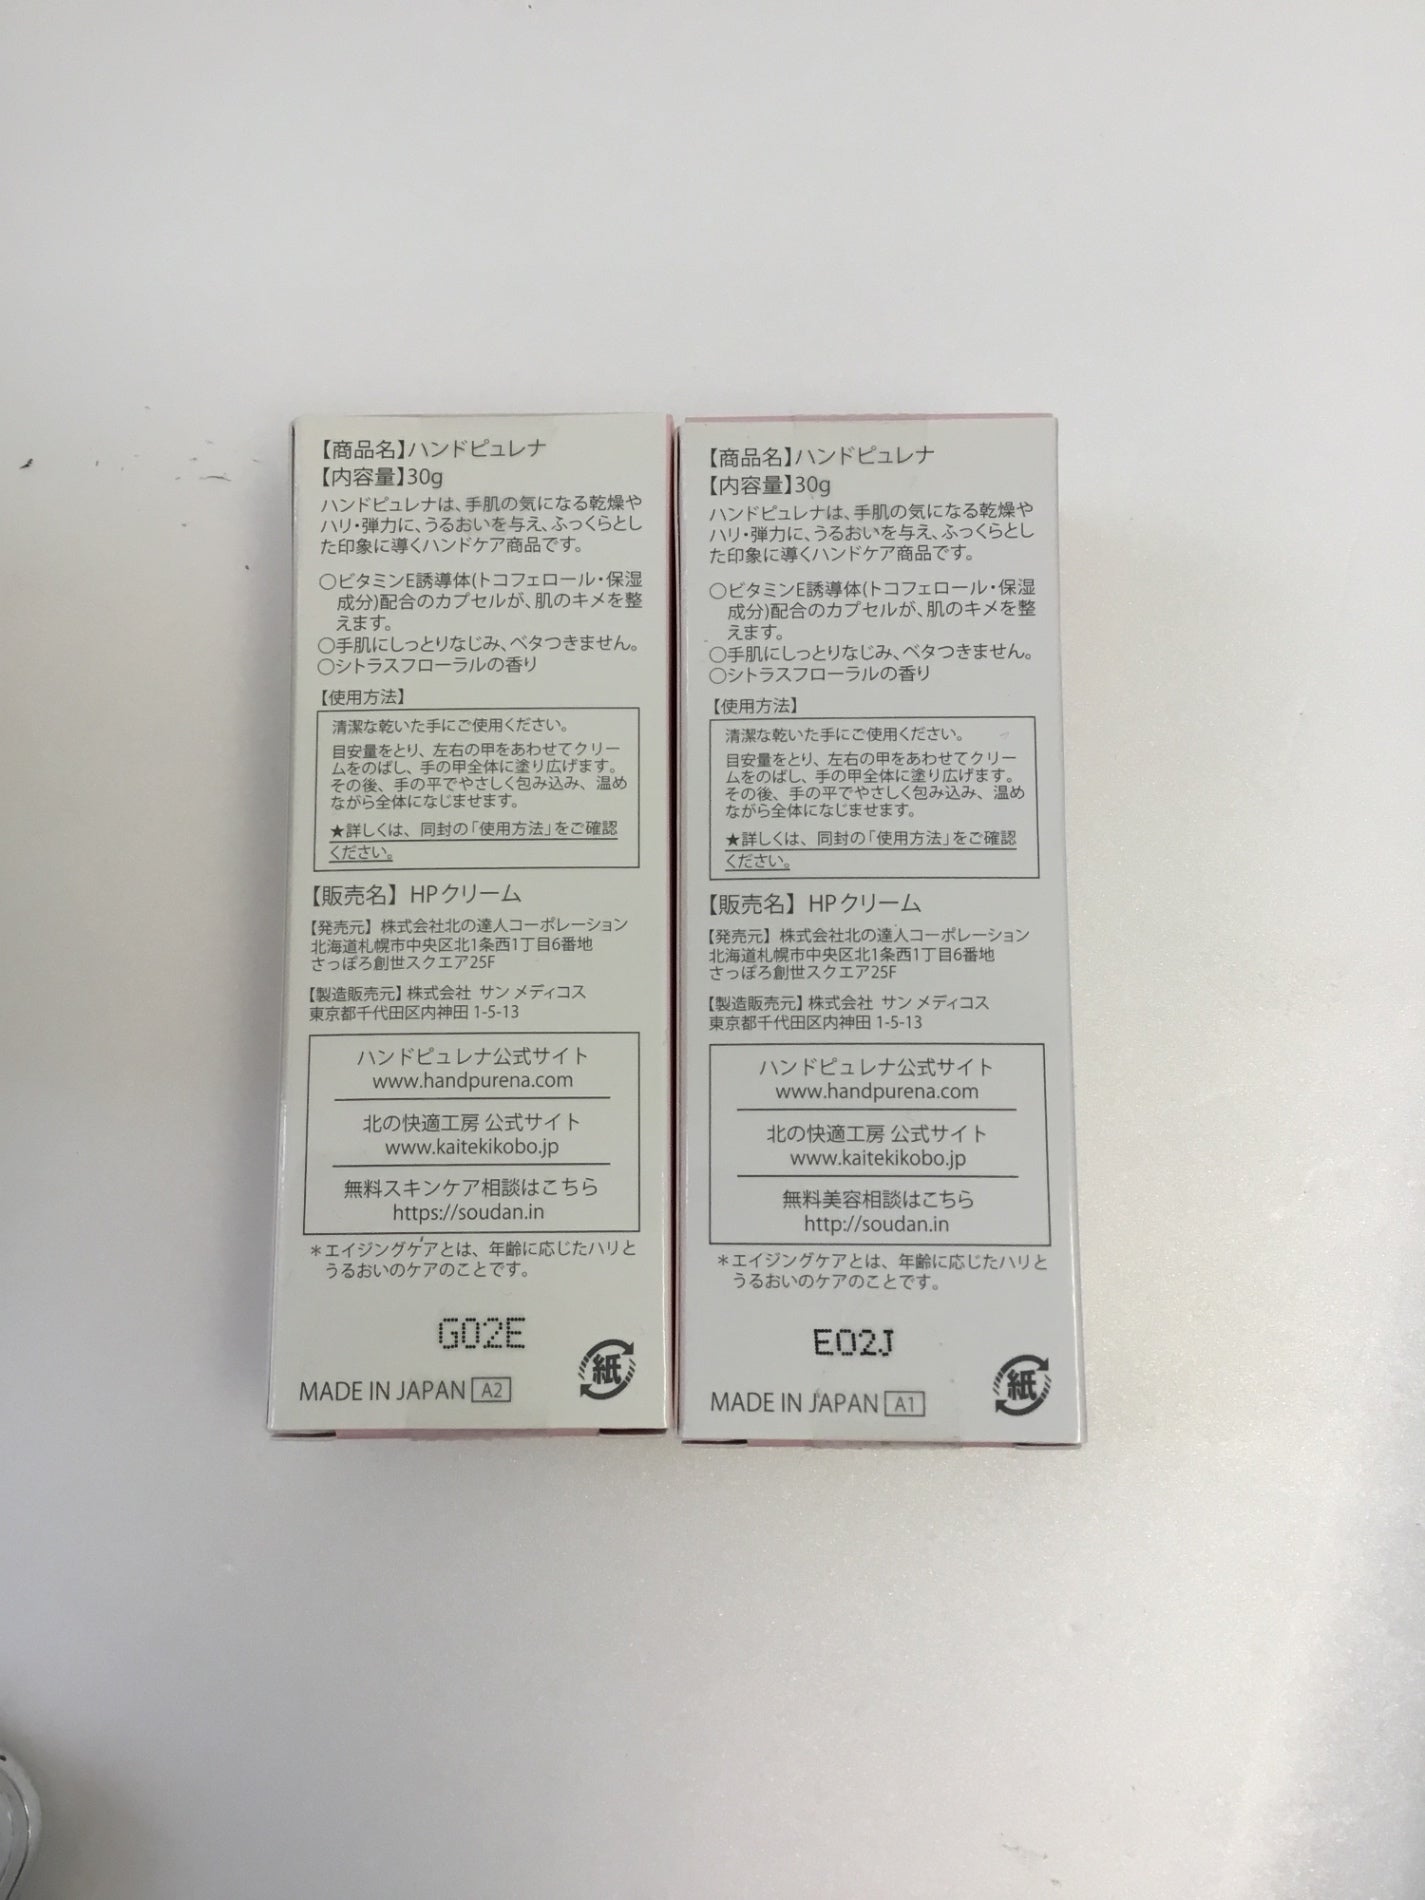 【商品名】ハンドピュレナ
【内容量】30g
ハンドピュレナは、手肌の気になる乾燥や
ハリ・弾力に、うるおいを与え、ふっくらとし
た印象に導くハンドケア商品です。
○ビタミンE誘導体(トコフェロール・保湿
成分)配合のカプセルが、肌のキメを整
えます。
○手肌にしっとりなじみ、ベタつきません。
○シトラスフローラルの香り
【使用方法】
清潔な乾いた手にご使用ください。
目安量をとり、左右の甲をあわせてクリー
ムをのばし、手の甲全体に塗り広げます。
その後、手の平でやさしく包み込み、温め
ながら全体になじませます。
★詳しくは、同封の「使用方法」をご確認
ください。
【販売名】HPクリーム
【発売元】株式会社北の達人コーポレーション
北海道札幌市中央区北1条西1丁目6番地
さっぽろ創世スクエア25F
【製造販売元】株式会社 サン メディコス
東京都千代田区内神田 1-5-13
ハンドピュレナ公式サイト
www.handpurena.com
北の快適工房 公式サイト
www.kaitekikobo.jp
無料スキンケア相談はこちら
https://soudan.in
＊エイジングケアとは、年齢に応じたハリと
うるおいのケアのことです。
G02E
紙
MADE IN JAPAN A2
【商品名】ハンドピュレナ
【内容量】30g
ハンドピュレナは、手肌の気になる乾燥や
ハリ・弾力に、うるおいを与え、ふっくらとし
た印象に導くハンドケア商品です。
○ビタミンE誘導体(トコフェロール・保湿
成分)配合のカプセルが、肌のキメを整
えます。
○手肌にしっとりなじみ、ベタつきません。
○シトラスフローラルの香り
【使用方法】
清潔な乾いた手にご使用ください。
目安量をとり、左右の甲をあわせてクリー
ムをのばし、手の甲全体に塗り広げます。
その後、手の平でやさしく包み込み、温め
ながら全体になじませます。
★詳しくは、同封の「使用方法」をご確認
ください。
【販売名】HPクリーム
【発売元】株式会社北の達人コーポレーション
北海道札幌市中央区北1条西1丁目6番地
さっぽろ創世スクエア25F
【製造販売元】株式会社 サン メディコス
東京都千代田区内神田 1-5-13
ハンドピュレナ公式サイト
www.handpurena.com
北の快適工房 公式サイト
www.kaitekikobo.jp
無料美容相談はこちら
http://soudan.in
＊エイジングケアとは、年齢に応じたハリと
うるおいのケアのことです。
E02J
紙
MADE IN JAPAN A1